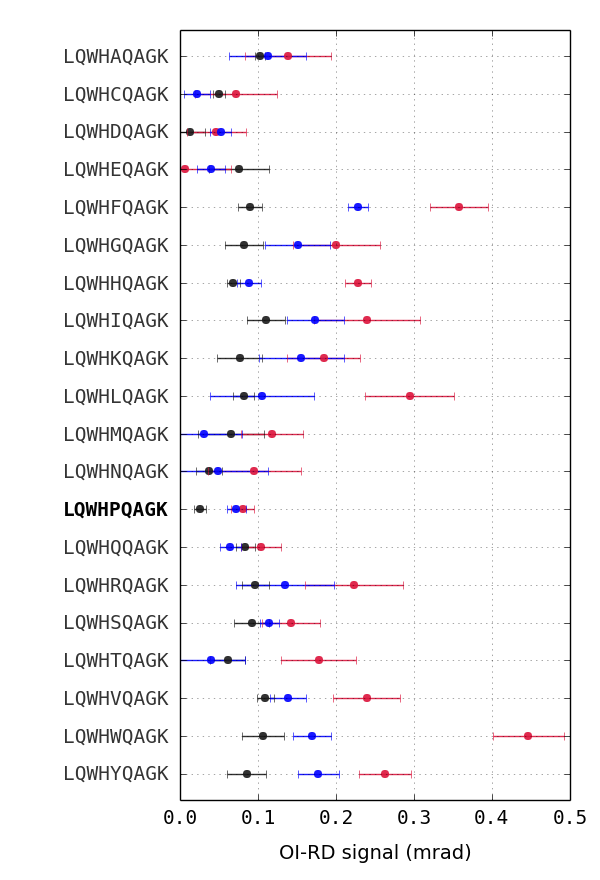 LQWHAQAGK
LQWHCQAGK
LQWHDQAGK
LQWHEQAGK
LQWHFQAGK
LQWHGQAGK
LQWHHQAGK
LQWHIQAGK
LQWHKQAGK
LQWHLQAGK
LQWHMQAGK
LQWHNQAGK
LQWHPQAGK
LQWHQQAGK
LQWHRQAGK
LQWHSQAGK
LQWHTQAGK
LQWHVQAGK
LQWHWQAGK
LQWHYQAGK
0.0 0.1 0.2 0.3 0.4 0.5
OI-RD signal (mrad)